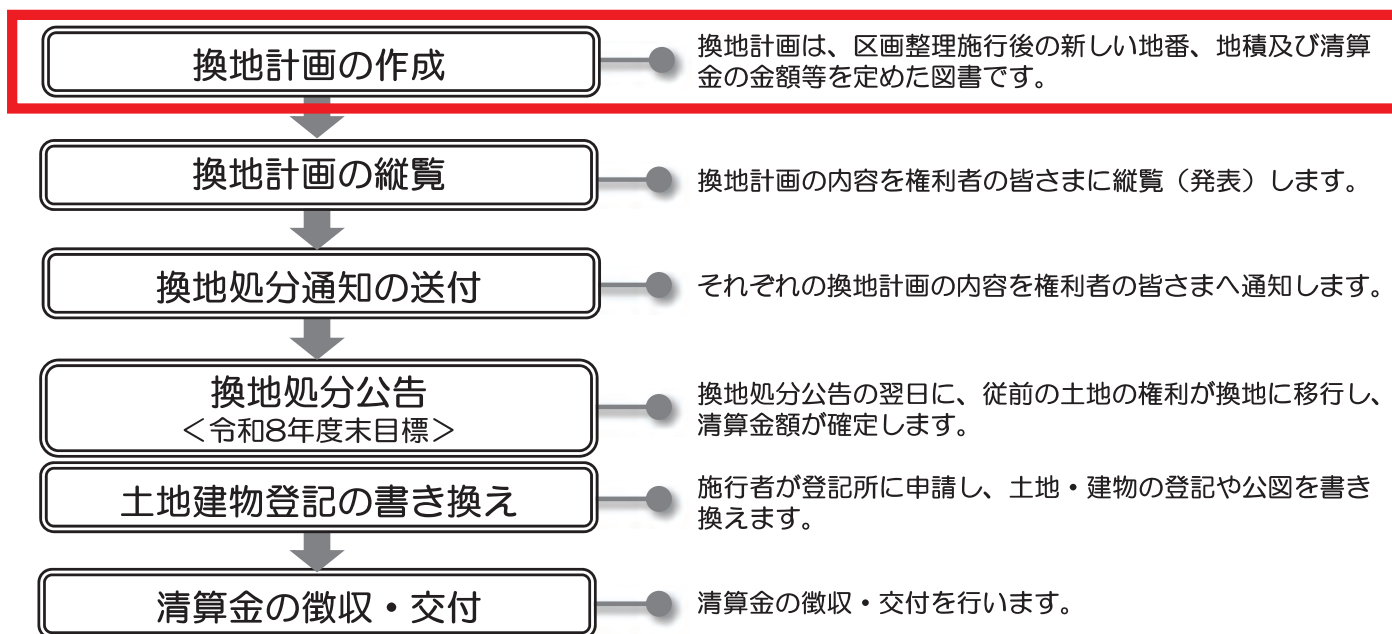 換地計画の作成
換地計画は、区画整理施行後の新しい地番、地積及び清算
金の金額等を定めた図書です。
換地計画の縦覧
換地計画の内容を権利者の皆さまに縦覧（発表）します。
換地処分通知の送付
それぞれの換地計画の内容を権利者の皆さまへ通知します。
換地処分公告
＜令和8年度末目標＞
換地処分公告の翌日に、従前の土地の権利が換地に移行し、
清算金額が確定します。
土地建物登記の書き換え
施行者が登記所に申請し、土地・建物の登記や公図を書き
換えます。
清算金の徴収・交付
清算金の徴収・交付を行います。